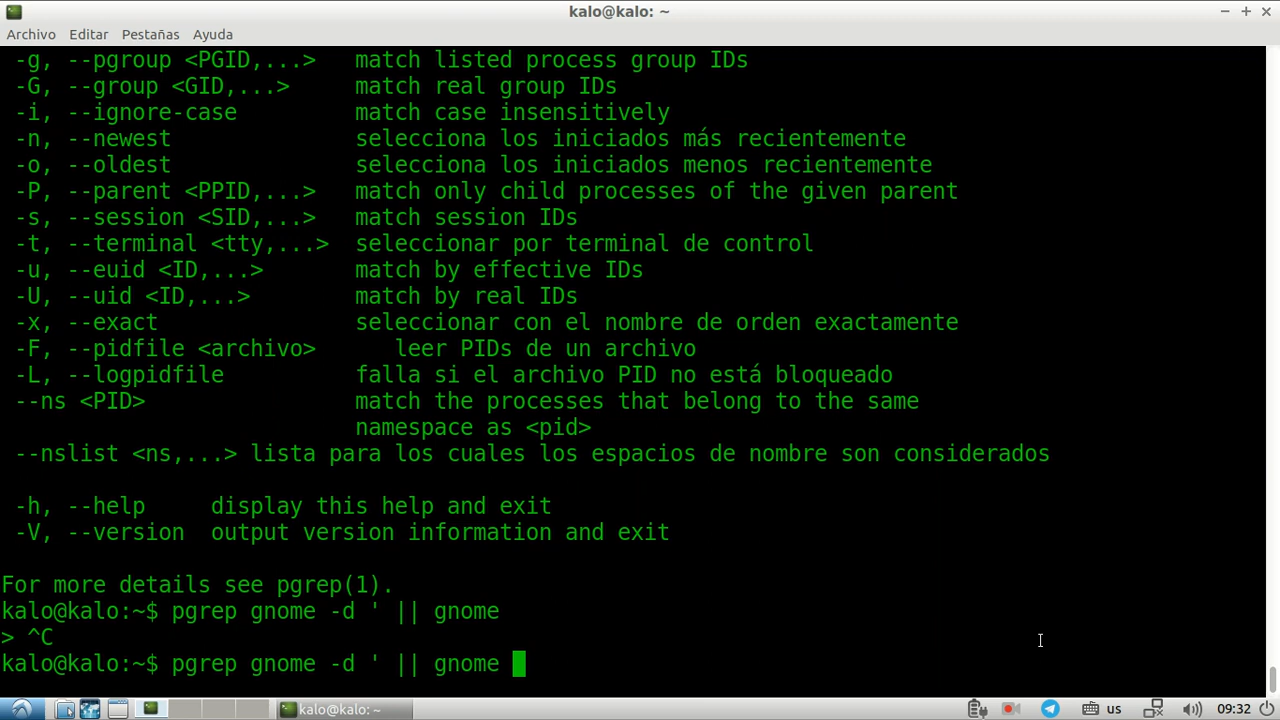 kalo@kalo: ~
Archivo Editar Pestañas Ayuda
-g, --pgroup <PGID,...> match listed process group IDs
-G, --group <GID,...> match real group IDs
-i, --ignore-case match case insensitively
-n, --newest selecciona los iniciados más recientemente
-o, --oldest selecciona los iniciados menos recientemente
-P, --parent <PPID,...> match only child processes of the given parent
-s, --session <SID,...> match session IDs
-t, --terminal <tty,...> seleccionar por terminal de control
-u, --euid <ID,...> match by effective IDs
-U, --uid <ID,...> match by real IDs
-x, --exact seleccionar con el nombre de orden exactamente
-F, --pidfile <archivo> leer PIDs de un archivo
-L, --logpidfile falla si el archivo PID no está bloqueado
--ns <PID> match the processes that belong to the same
namespace as <pid>
--nslist <ns,...> lista para los cuales los espacios de nombre son considerados
-h, --help display this help and exit
-V, --version output version information and exit
For more details see pgrep(1).
kalo@kalo:~$ pgrep gnome -d ' || gnome
> ^C
kalo@kalo:~$ pgrep gnome -d ' || gnome
kalo@kalo: ~ us 09:32